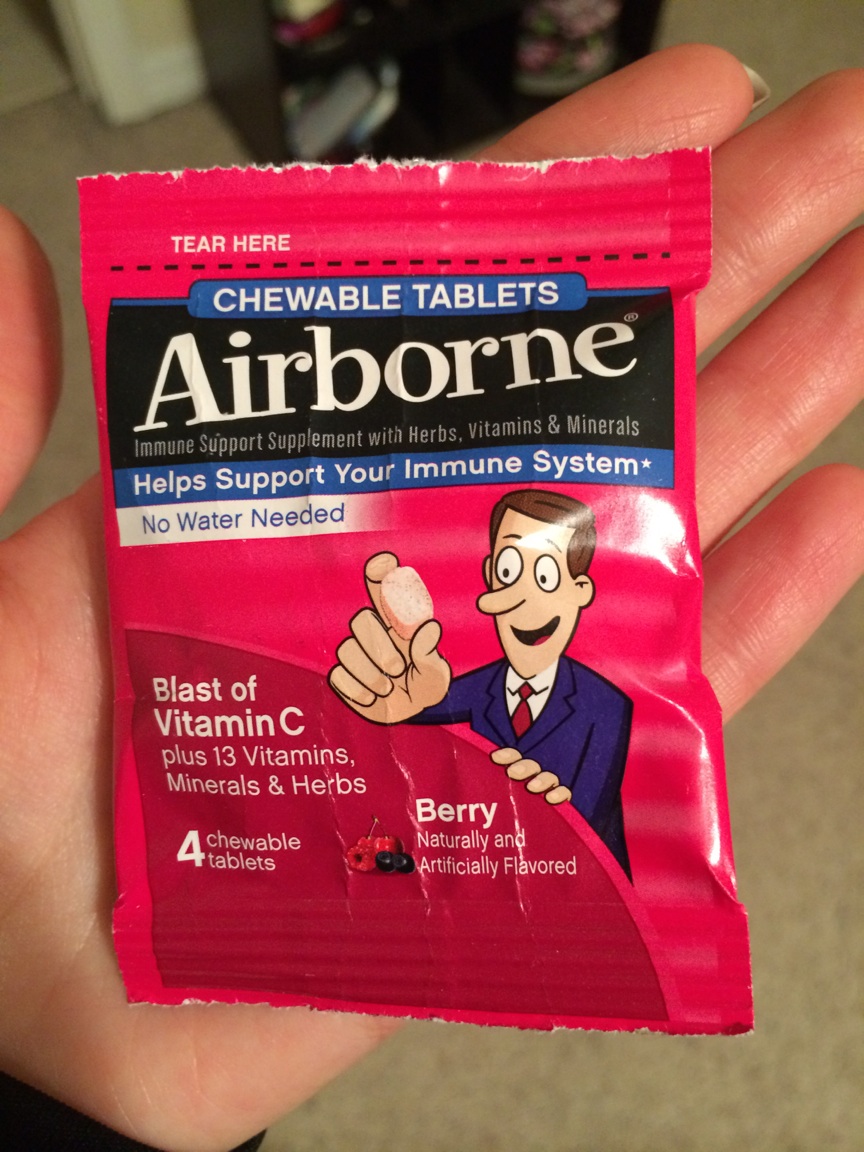 TEAR HERE
CHEWABLE TABLETS
Airborne®
Immune Support Supplement with Herbs, Vitamins & Minerals
Helps Support Your Immune System*
No Water Needed
Blast of
Vitamin C
plus 13 Vitamins,
Minerals & Herbs
4 chewable
tablets
Berry
Naturally and
Artificially Flavored